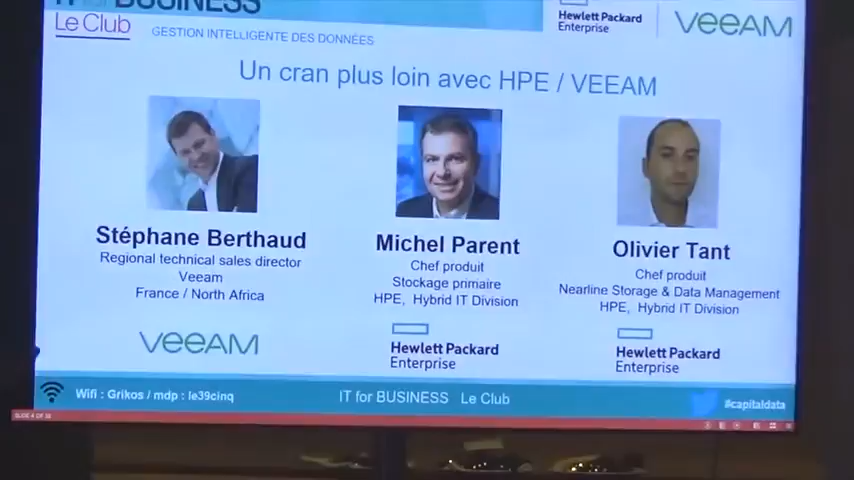 IT for BUSINESS
Le Club
GESTION INTELLIGENTE DES DONNÉES
Hewlett Packard
Enterprise
VEEAM
Un cran plus loin avec HPE / VEEAM
Stéphane Berthaud
Regional technical sales director
Veeam
France / North Africa
VEEAM
Michel Parent
Chef produit
Stockage primaire
HPE, Hybrid IT Division
Hewlett Packard
Enterprise
Olivier Tant
Chef produit
Nearline Storage & Data Management
HPE, Hybrid IT Division
Hewlett Packard
Enterprise
Wifi : Grikos / mdp : le39cinq
IT for BUSINESS Le Club
#capitaldata